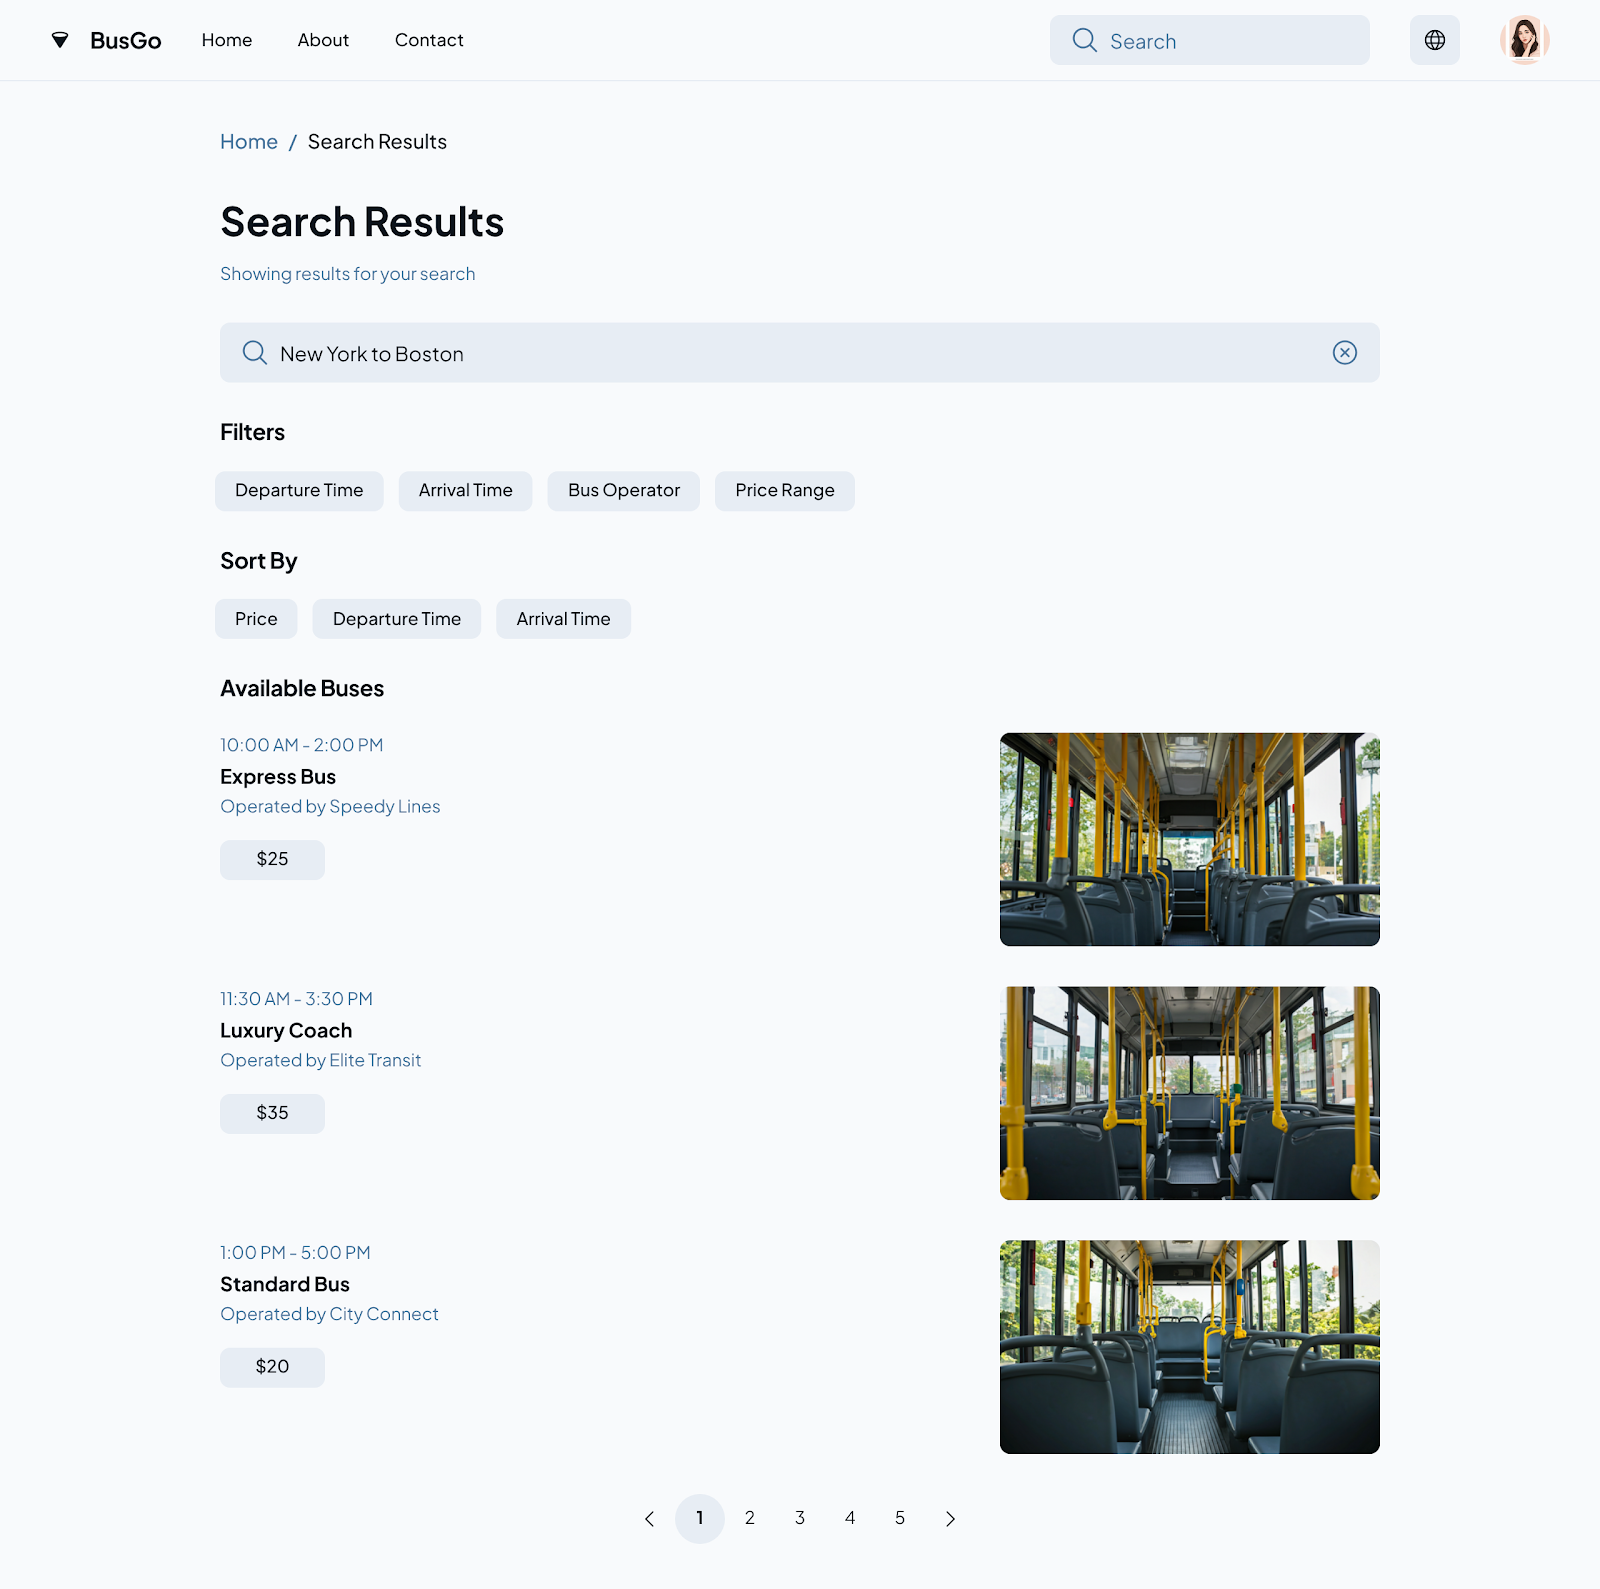 BusGo Home About Contact Search
Home / Search Results
Search Results
Showing results for your search
New York to Boston
Filters
Departure Time Arrival Time Bus Operator Price Range
Sort By
Price Departure Time Arrival Time
Available Buses
10:00 AM - 2:00 PM
Express Bus
Operated by Speedy Lines
$25
11:30 AM - 3:30 PM
Luxury Coach
Operated by Elite Transit
$35
1:00 PM - 5:00 PM
Standard Bus
Operated by City Connect
$20
1 2 3 4 5